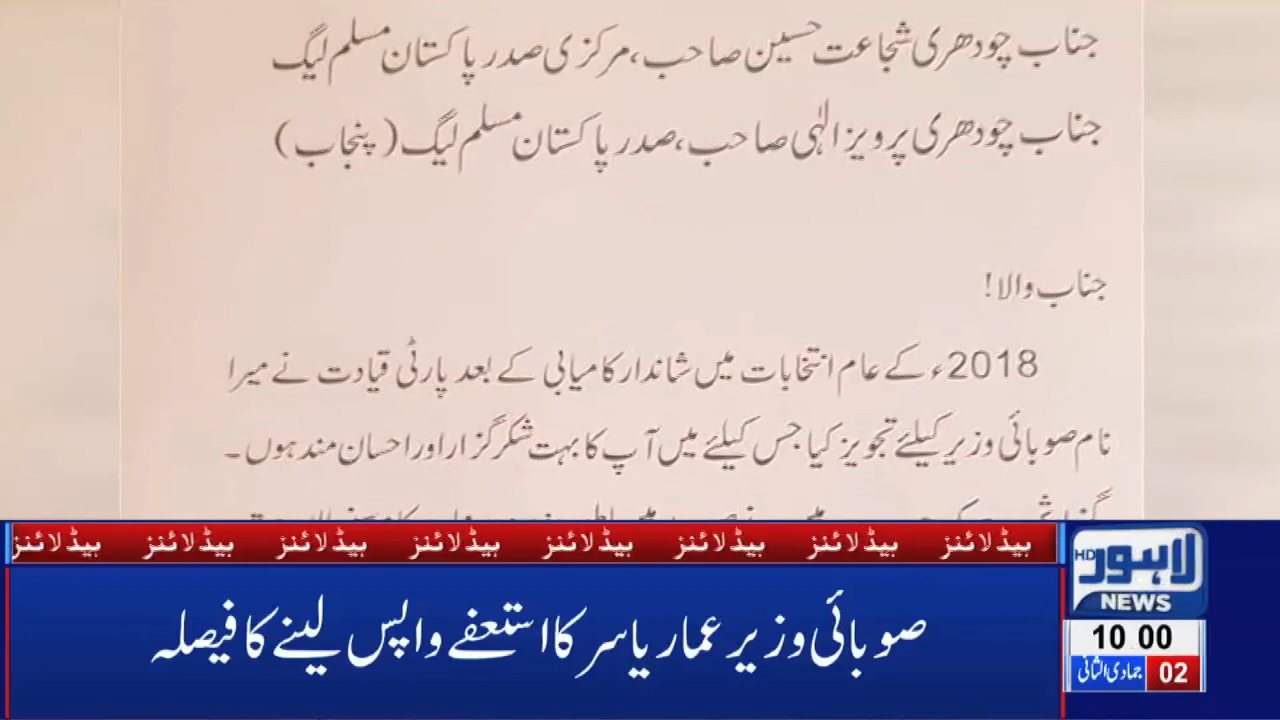 جناب چودھری شجاعت حسین صاحب، مرکزی صدر پاکستان مسلم لیگ
جناب چودھری پرویز الٰہی صاحب، صدر پاکستان مسلم لیگ (پنجاب)
جناب والا!
2018ء کے عام انتخابات میں شاندار کامیابی کے بعد پارٹی قیادت نے میرا
نام صوبائی وزیر کیلئے تجویز کیا جس کیلئے میں آپ کا بہت شکر گزار اور احسان مند ہوں۔
ہیڈلائنز ہیڈلائنز ہیڈلائنز ہیڈلائنز ہیڈلائنز ہیڈلائنز ہیڈلائنز ہیڈلائنز
صوبائی وزیر عمار یاسر کا استعفے واپس لینے کا فیصلہ
لاہور HD
NEWS
10 00
02 جمادی الثانی